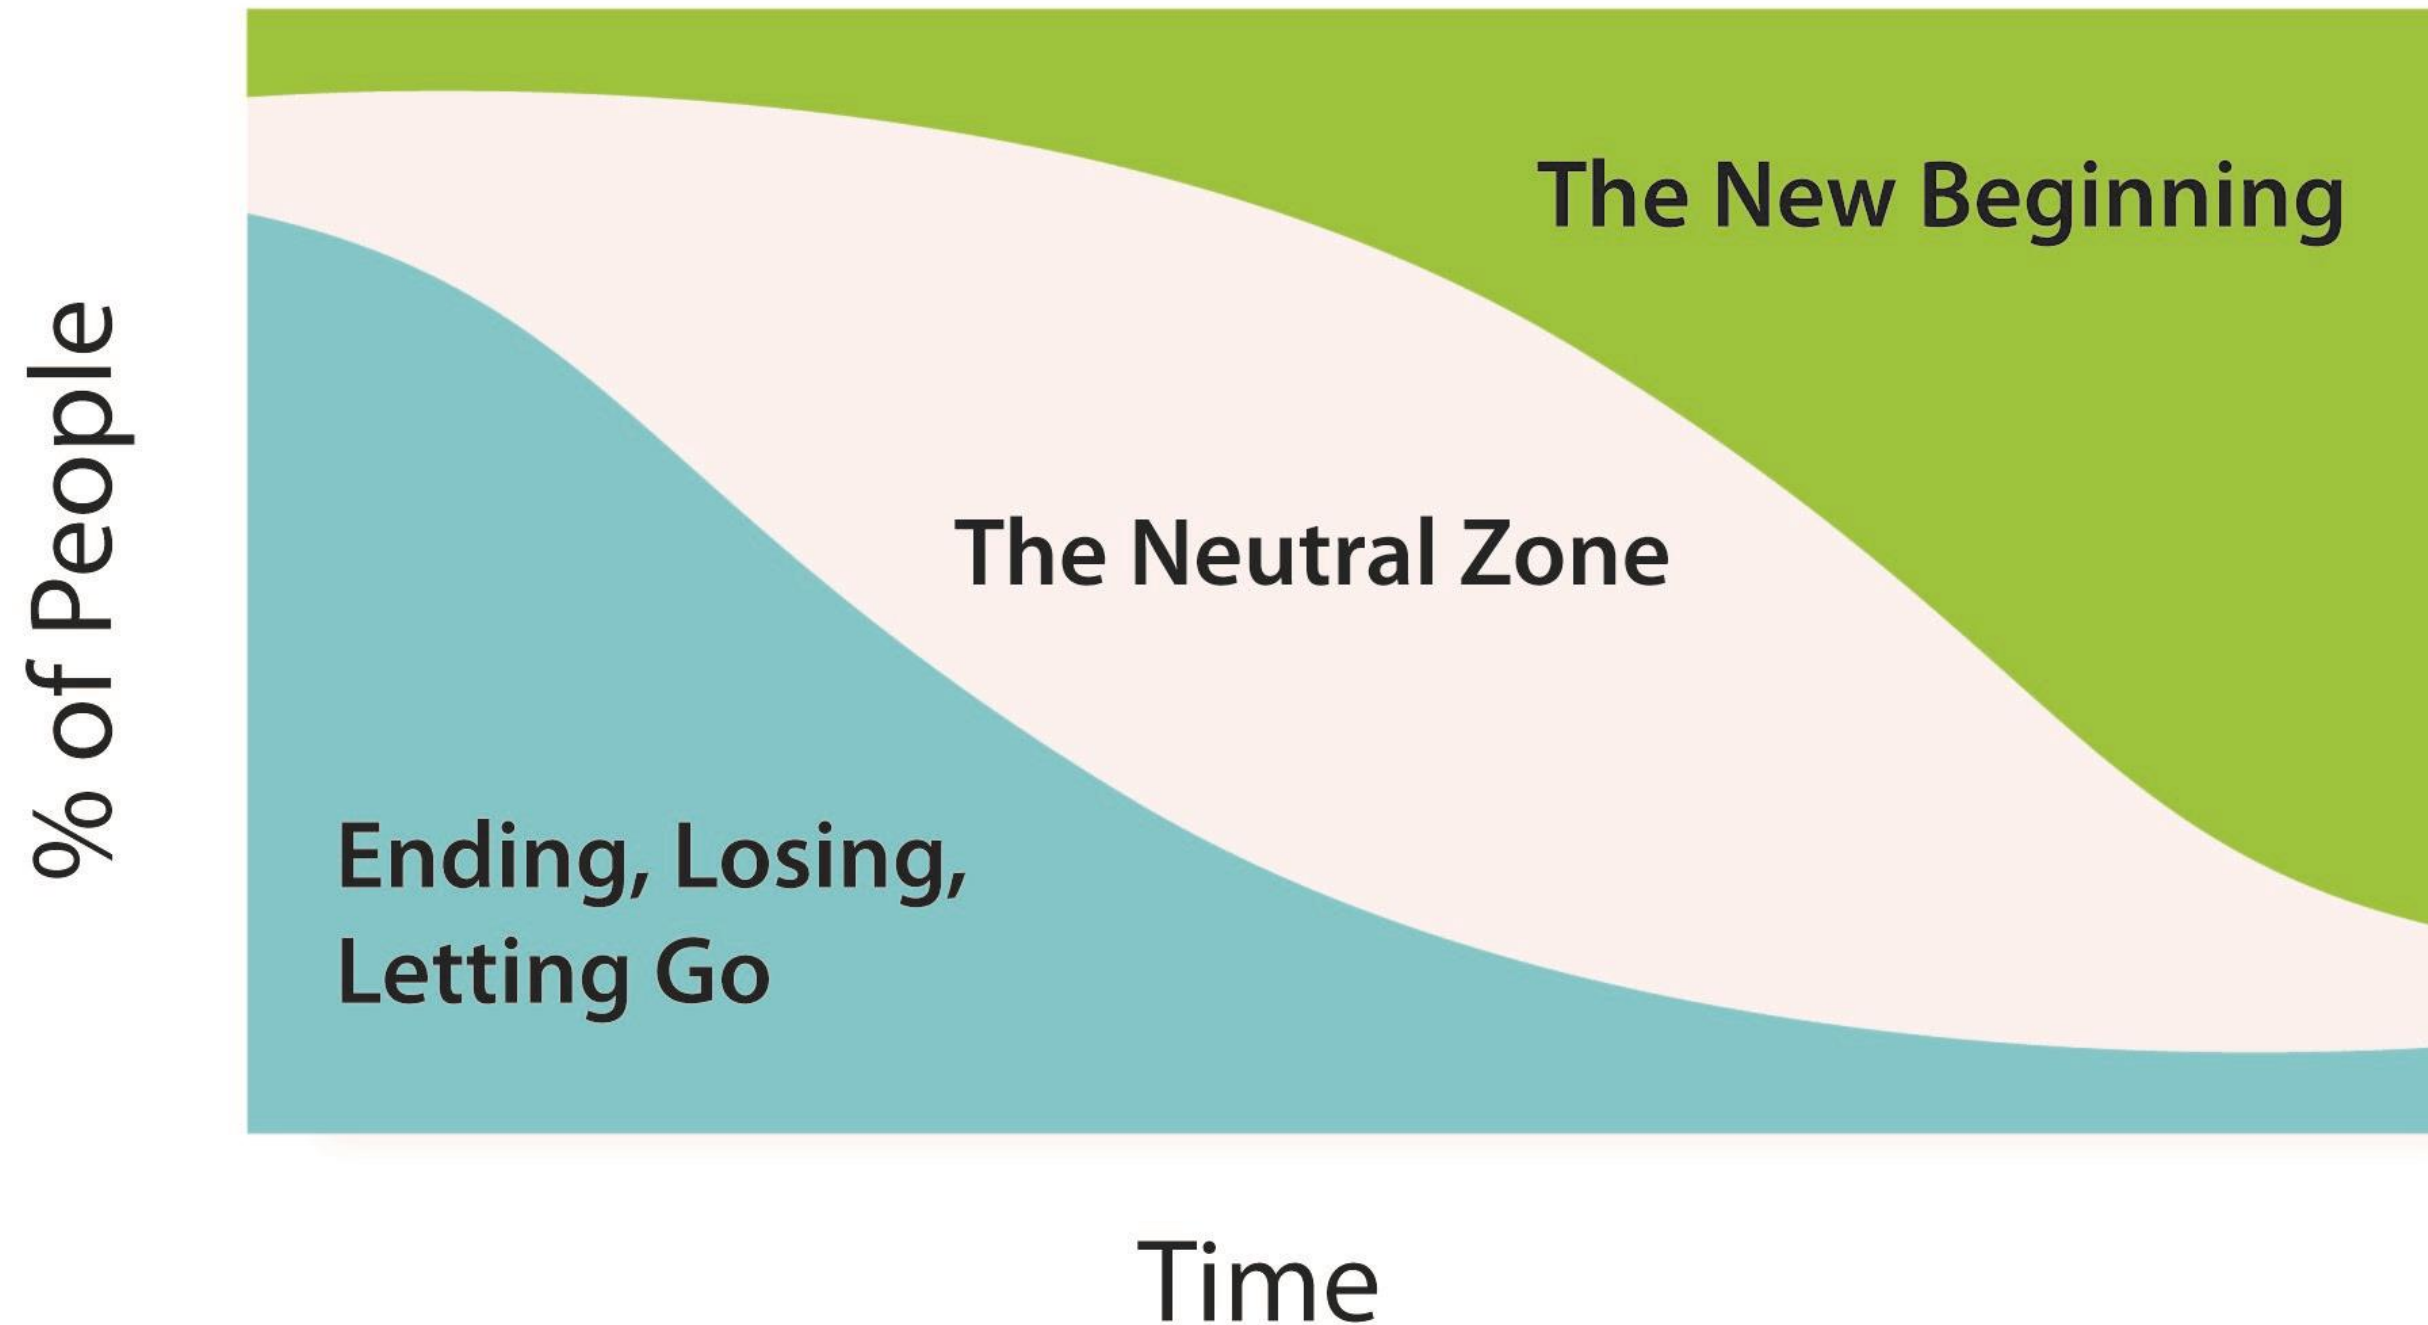 % of People
The New Beginning
The Neutral Zone
Ending, Losing,
Letting Go
Time